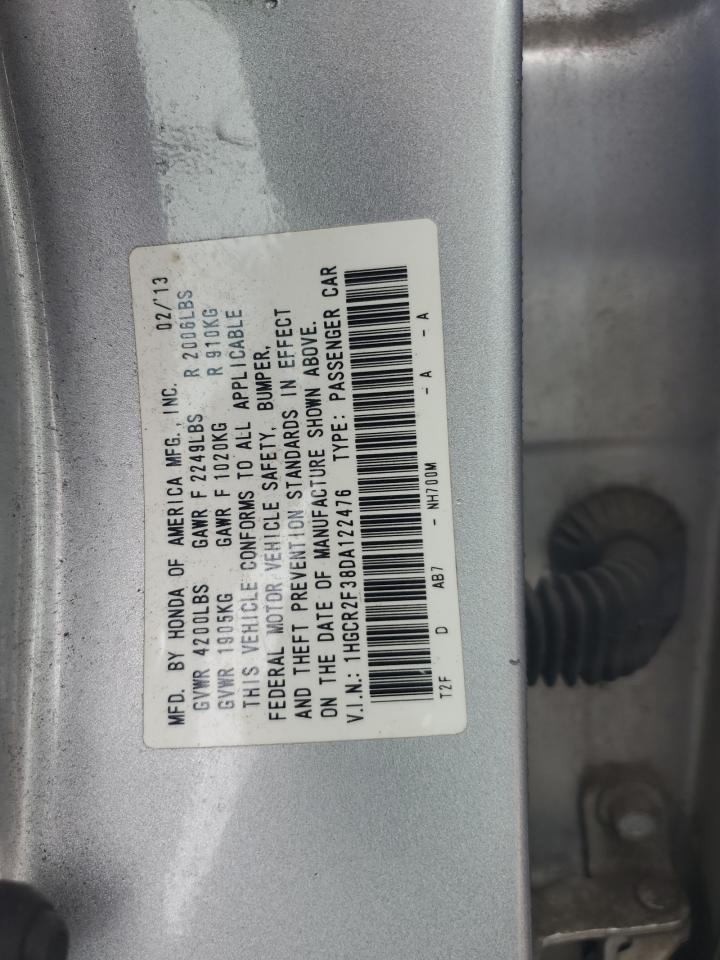 MFD. BY HONDA OF AMERICA MFG., INC. 02/'13
GVWR 4200LBS GAWR F 2249LBS R 2006LBS
GVWR 1905KG GAWR F 1020KG R 910KG
THIS VEHICLE CONFORMS TO ALL APPLICABLE
FEDERAL MOTOR VEHICLE SAFETY, BUMPER,
AND THEFT PREVENTION STANDARDS IN EFFECT
ON THE DATE OF MANUFACTURE SHOWN ABOVE.
V.I.N.: 1HGCR2F38DA122476 TYPE: PASSENGER CAR
T2F D AB7 - NH700M - A - A